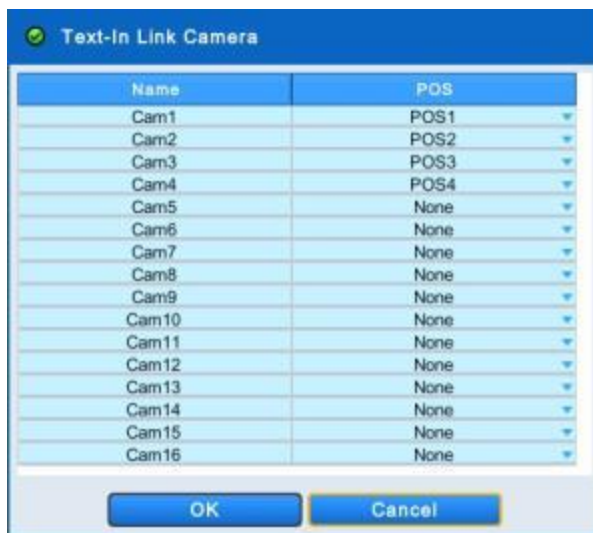 Text-In Link Camera
Name POS
Cam1 POS1
Cam2 POS2
Cam3 POS3
Cam4 POS4
Cam5 None
Cam6 None
Cam7 None
Cam8 None
Cam9 None
Cam10 None
Cam11 None
Cam12 None
Cam13 None
Cam14 None
Cam15 None
Cam16 None
OK Cancel